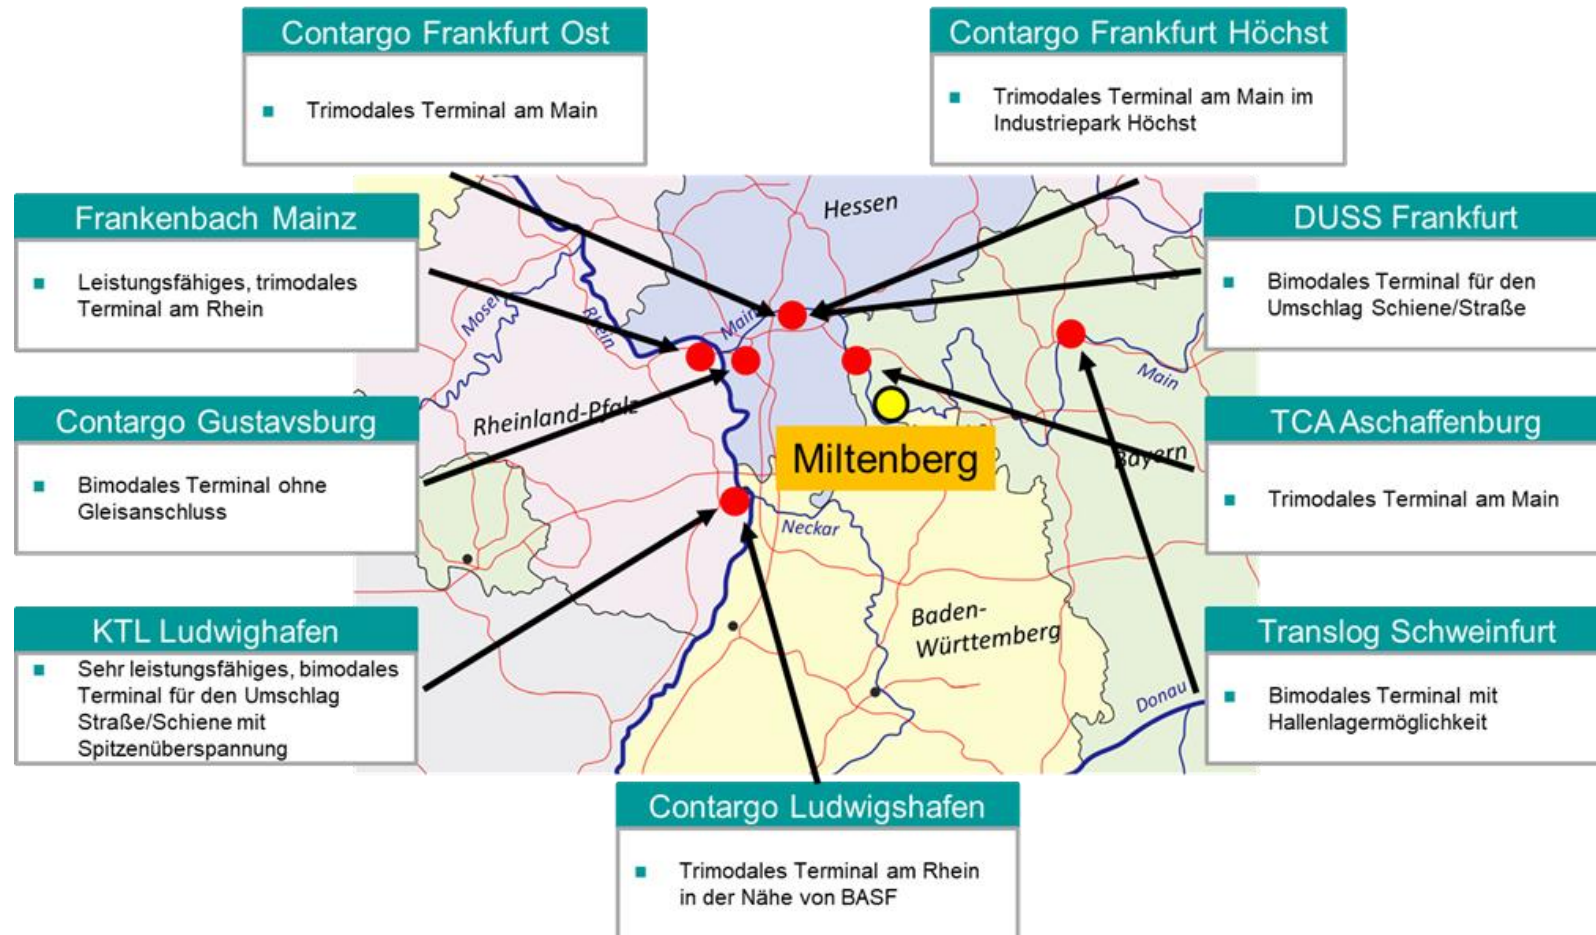 Contargo Frankfurt Ost
Trimodales Terminal am Main
Contargo Frankfurt Höchst
Trimodales Terminal am Main im
Industriepark Höchst
Frankenbach Mainz
Leistungsfähiges, trimodales
Terminal am Rhein
DUSS Frankfurt
Bimodales Terminal für den
Umschlag Schiene/Straße
Contargo Gustavsburg
Bimodales Terminal ohne
Gleisanschluss
TCA Aschaffenburg
Trimodales Terminal am Main
KTL Ludwighafen
Sehr leistungsfähiges, bimodales
Terminal für den Umschlag
Straße/Schiene mit
Spitzenüberspannung
Translog Schweinfurt
Bimodales Terminal mit
Hallenlagermöglichkeit
Contargo Ludwigshafen
Trimodales Terminal am Rhein
in der Nähe von BASF
Hessen
Mosel
Rhein
Main
Main
Rheinland-Pfalz
Miltenberg
Bayern
Neckar
Baden-
Württemberg
Donau